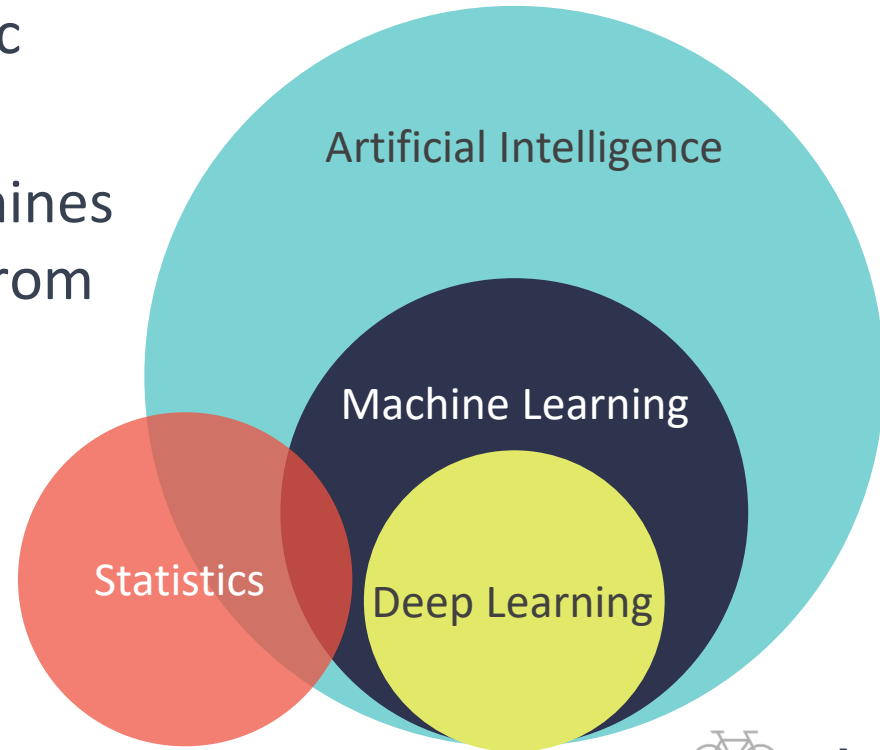 c
Artificial Intelligence
nines
rom
Machine Learning
Statistics
Deep Learning